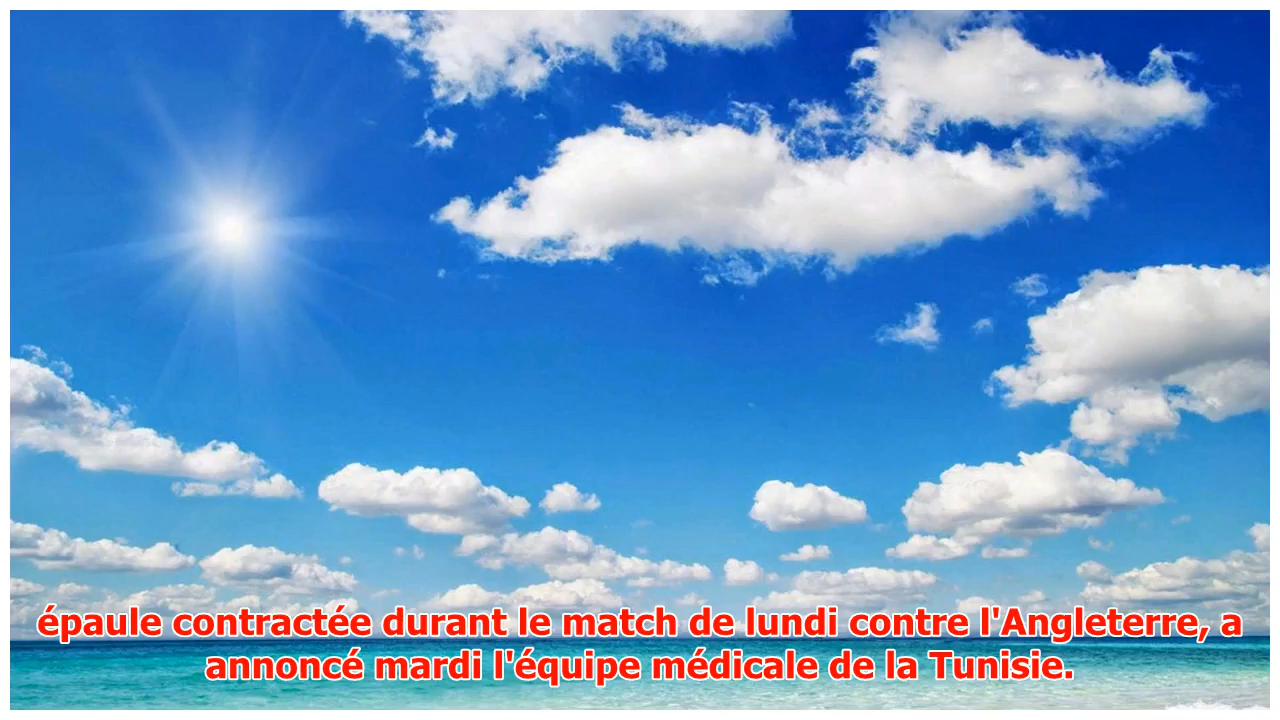 épaule contractée durant le match de lundi contre l'Angleterre, a
annoncé mardi l'équipe médicale de la Tunisie.